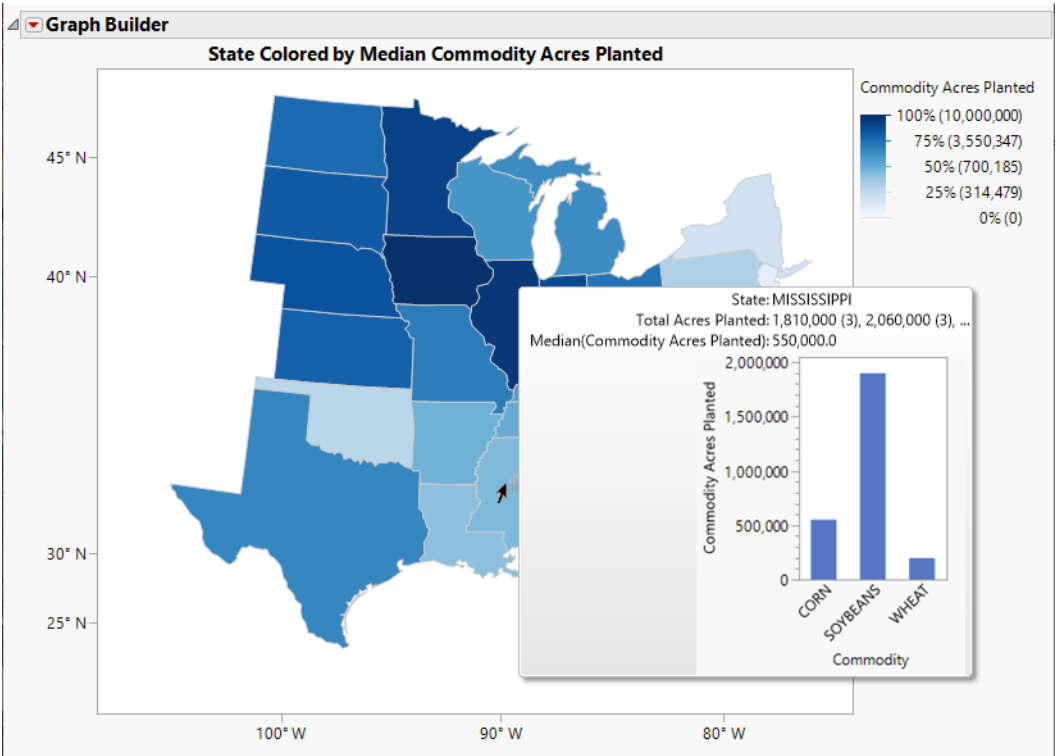 Graph Builder
State Colored by Median Commodity Acres Planted
Commodity Acres Planted
100% (10,000,000)
75% (3,550,347)
50% (700,185)
25% (314,479)
0% (0)
45° N
40° N
30° N
25° N
100° W
90° W
80° W
State: MISSISSIPPI
Total Acres Planted: 1,810,000 (3), 2,060,000 (3), ...
Median(Commodity Acres Planted): 550,000.0
Commodity Acres Planted
2,000,000
1,500,000
1,000,000
500,000
0
CORN
SOYBEANS
WHEAT
Commodity